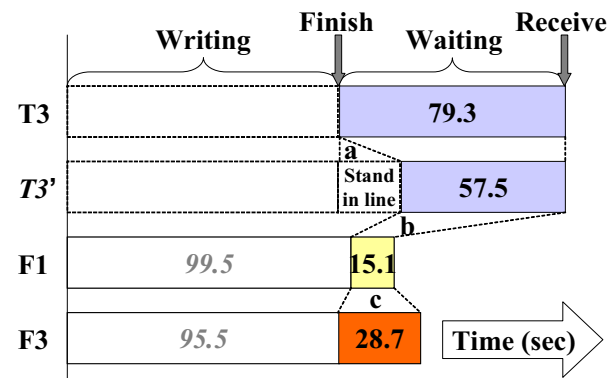 Finish
Receive
Writing
Waiting
T3
79.3
a
T3’
Stand
in line
57.5
b
F1
99.5
15.1
c
F3
95.5
28.7
Time (sec)